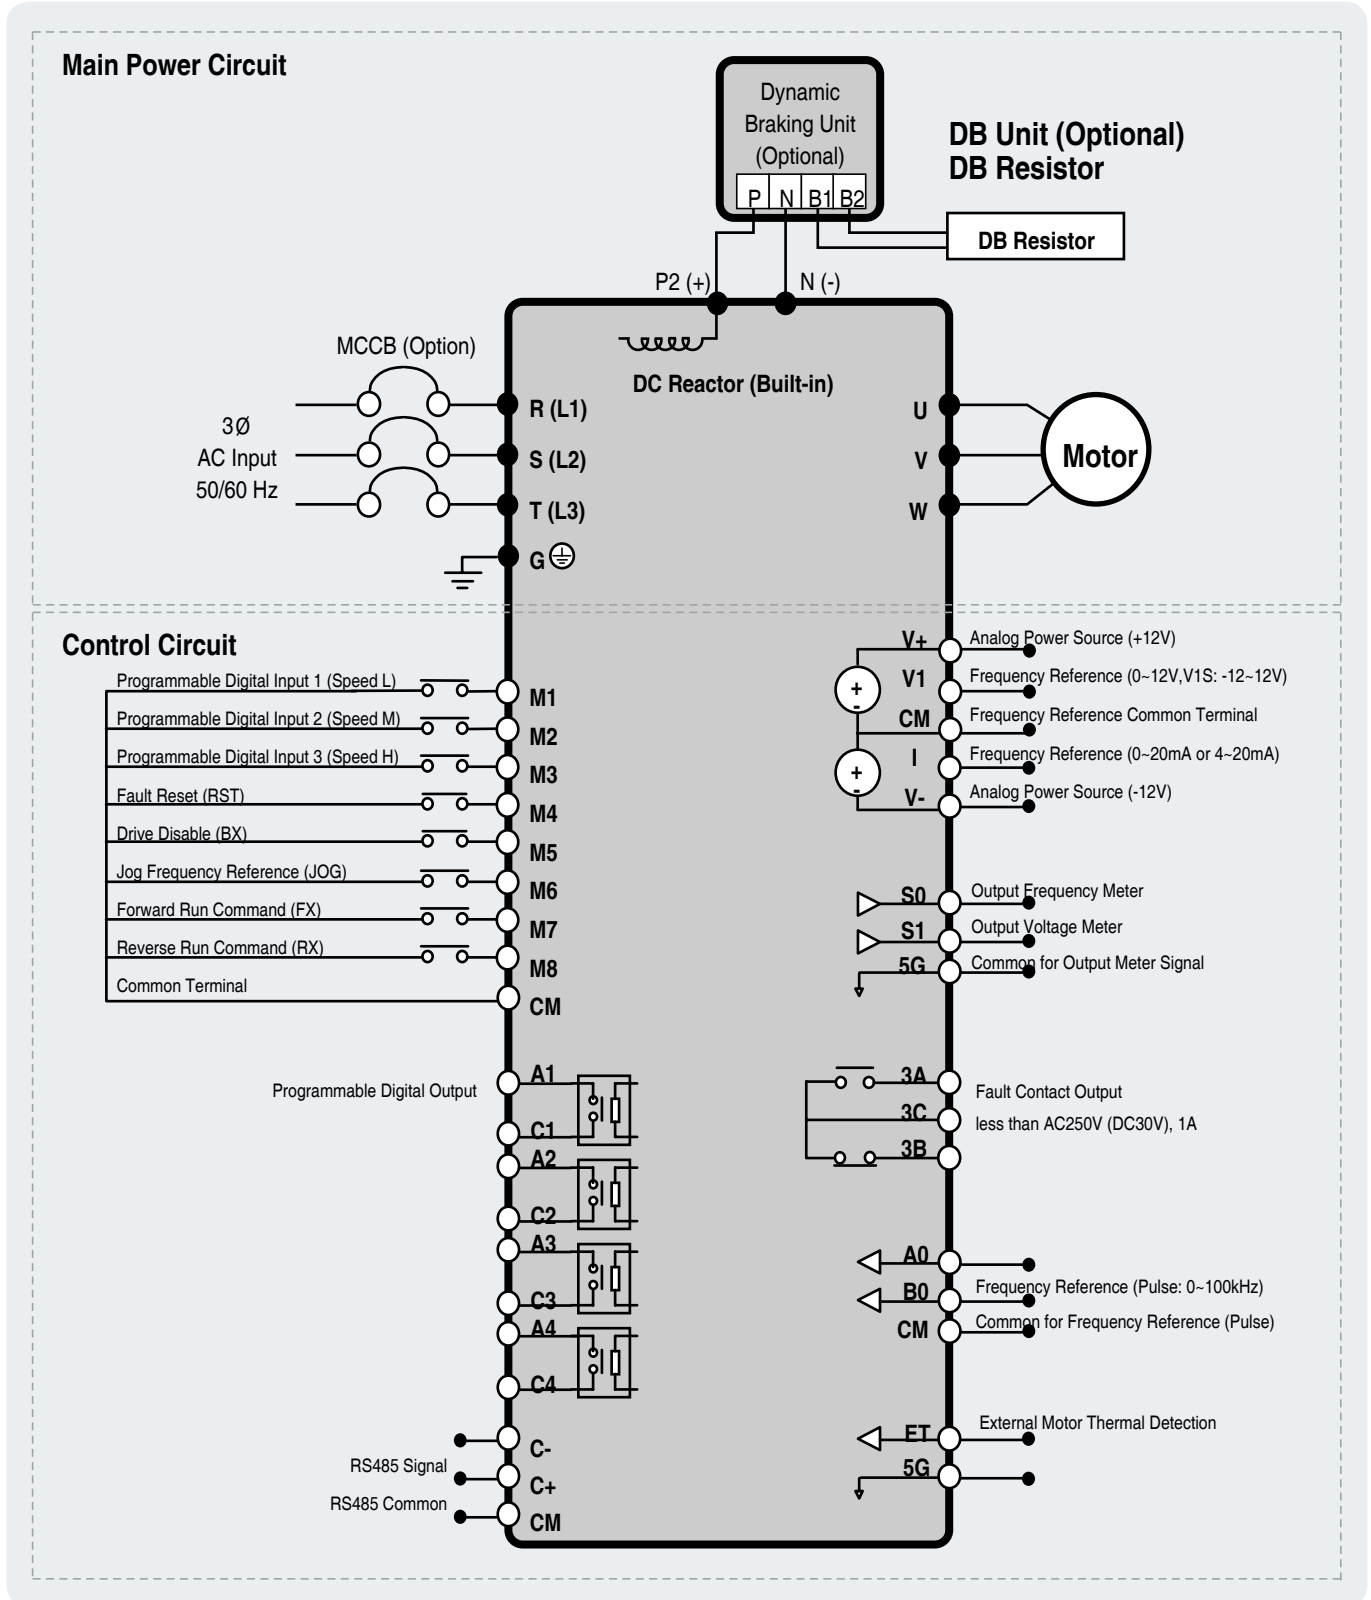 Main Power Circuit
Dynamic
Braking Unit
(Optional)
P N B1 B2
DB Unit (Optional)
DB Resistor
DB Resistor
P2 (+)
N (-)
MCCB (Option)
DC Reactor (Built-in)
3Ø
AC Input
50/60 Hz
R (L1)
S (L2)
T (L3)
G
U
V
W
Motor
Control Circuit
Programmable Digital Input 1 (Speed L)
M1
Programmable Digital Input 2 (Speed M)
M2
Programmable Digital Input 3 (Speed H)
M3
Fault Reset (RST)
M4
Drive Disable (BX)
M5
Jog Frequency Reference (JOG)
M6
Forward Run Command (FX)
M7
Reverse Run Command (RX)
M8
Common Terminal
CM
V+
Analog Power Source (+12V)
+
-
V1
Frequency Reference (0~12V,V1S: -12~12V)
CM
Frequency Reference Common Terminal
+
-
I
Frequency Reference (0~20mA or 4~20mA)
V-
Analog Power Source (-12V)
S0
Output Frequency Meter
S1
Output Voltage Meter
5G
Common for Output Meter Signal
Programmable Digital Output
A1
C1
A2
C2
A3
C3
A4
C4
3A
3C
3B
Fault Contact Output
less than AC250V (DC30V), 1A
A0
B0
Frequency Reference (Pulse: 0~100kHz)
CM
Common for Frequency Reference (Pulse)
ET
External Motor Thermal Detection
5G
C-
RS485 Signal
C+
RS485 Common
CM